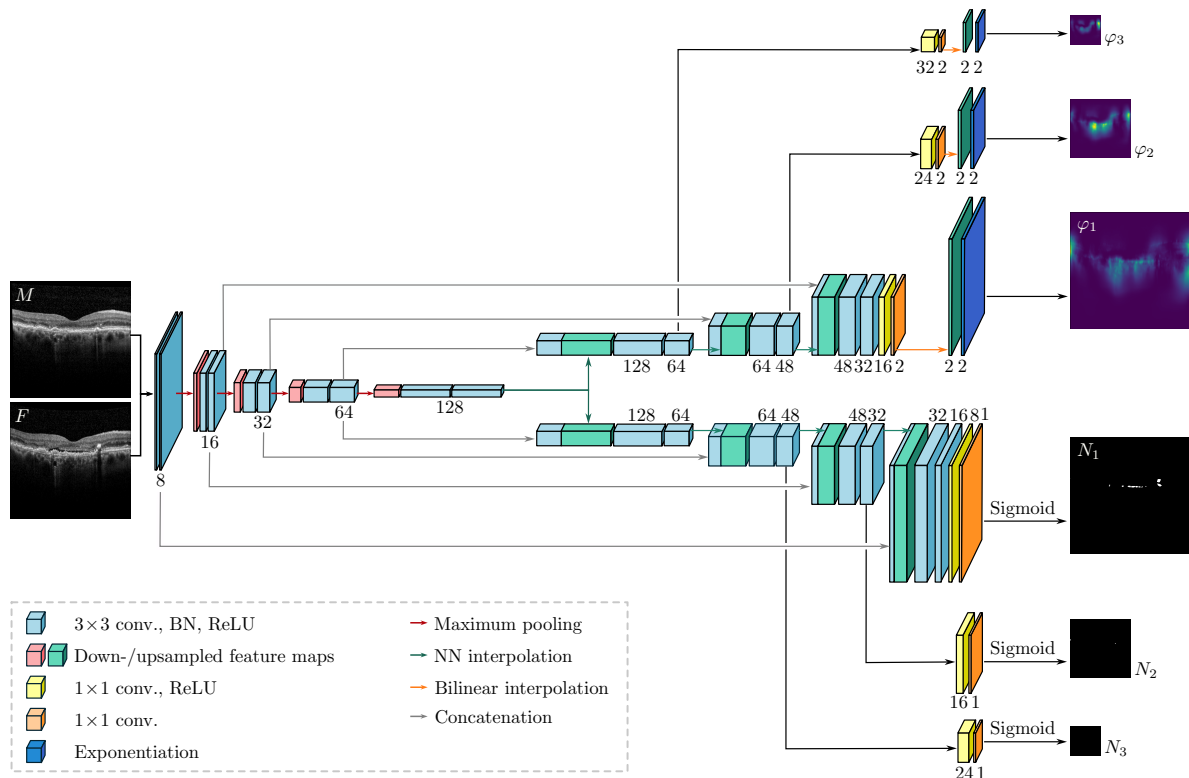 φ3
32 2 2 2
φ2
24 2 2 2
φ1
M
128 64 64 48 48 32 16 2 2 2
F
8 16 32 64 128
128 64 64 48 48 32 32 16 8 1
N1
Sigmoid
Sigmoid
N2
16 1
Sigmoid
N3
24 1
3×3 conv., BN, ReLU
Down-/upsampled feature maps
1×1 conv., ReLU
1×1 conv.
Exponentiation
Maximum pooling
NN interpolation
Bilinear interpolation
Concatenation